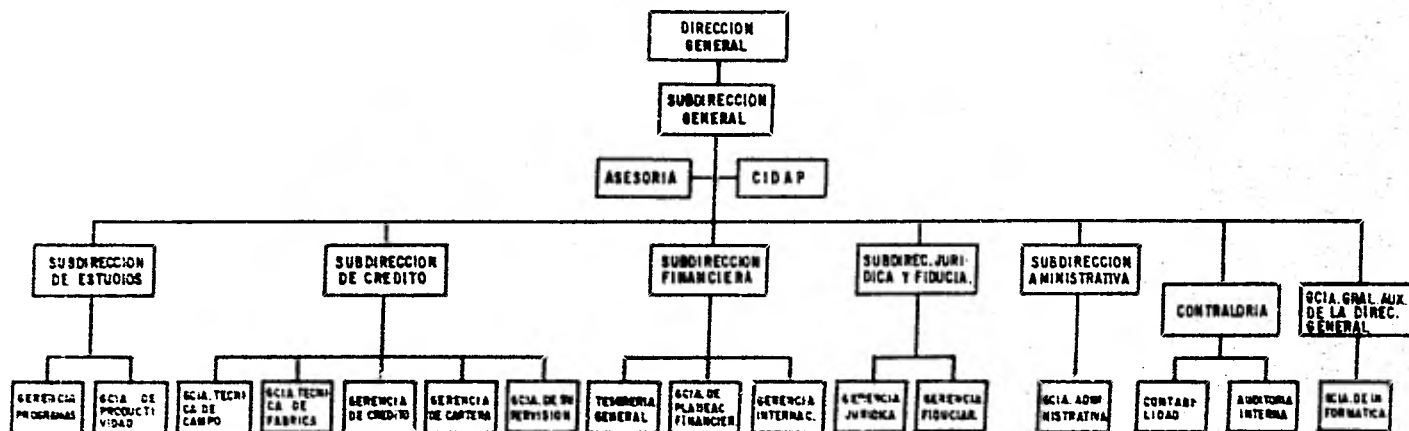 DIRECCION
GENERAL
SUBDIRECCION
GENERAL
ASESORIA
CIDAP
SUBDIRECCION
DE ESTUDIOS
SUBDIRECCION
DE CREDITO
SUBDIRECCION
FINANCIERA
SUBDIREC. JURI-
DICA Y FIDUCIA.
SUBDIRECCION
AMINISTRATIVA
CONTRALORIA
GCIA. GRAL. AUX.
DE LA DIREC.
GENERAL
GERENCIA
PROGRAMAS
GCIA. DE
PRODUCTI
VIDAD
GCIA. TECNI
CA DE
CAMPO
GCIA. TECNI
CA DE
FABRICA
GERENCIA
DE CREDITO
GERENCIA
DE CARTERA
GCIA. DE SU
PERVISION
TESORERIA
GENERAL
GCIA. DE
PLANEAC.
FINANCIER.
GERENCIA
INTERNAC.
GERENCIA
JURIDICA
GERENCIA
FIDUCIAR.
GCIA. ADMI
NISTRATIVA
CONTABI-
LIDAD
AUDITORIA
INTERNA
GCIA. DE IN
FORMATICA